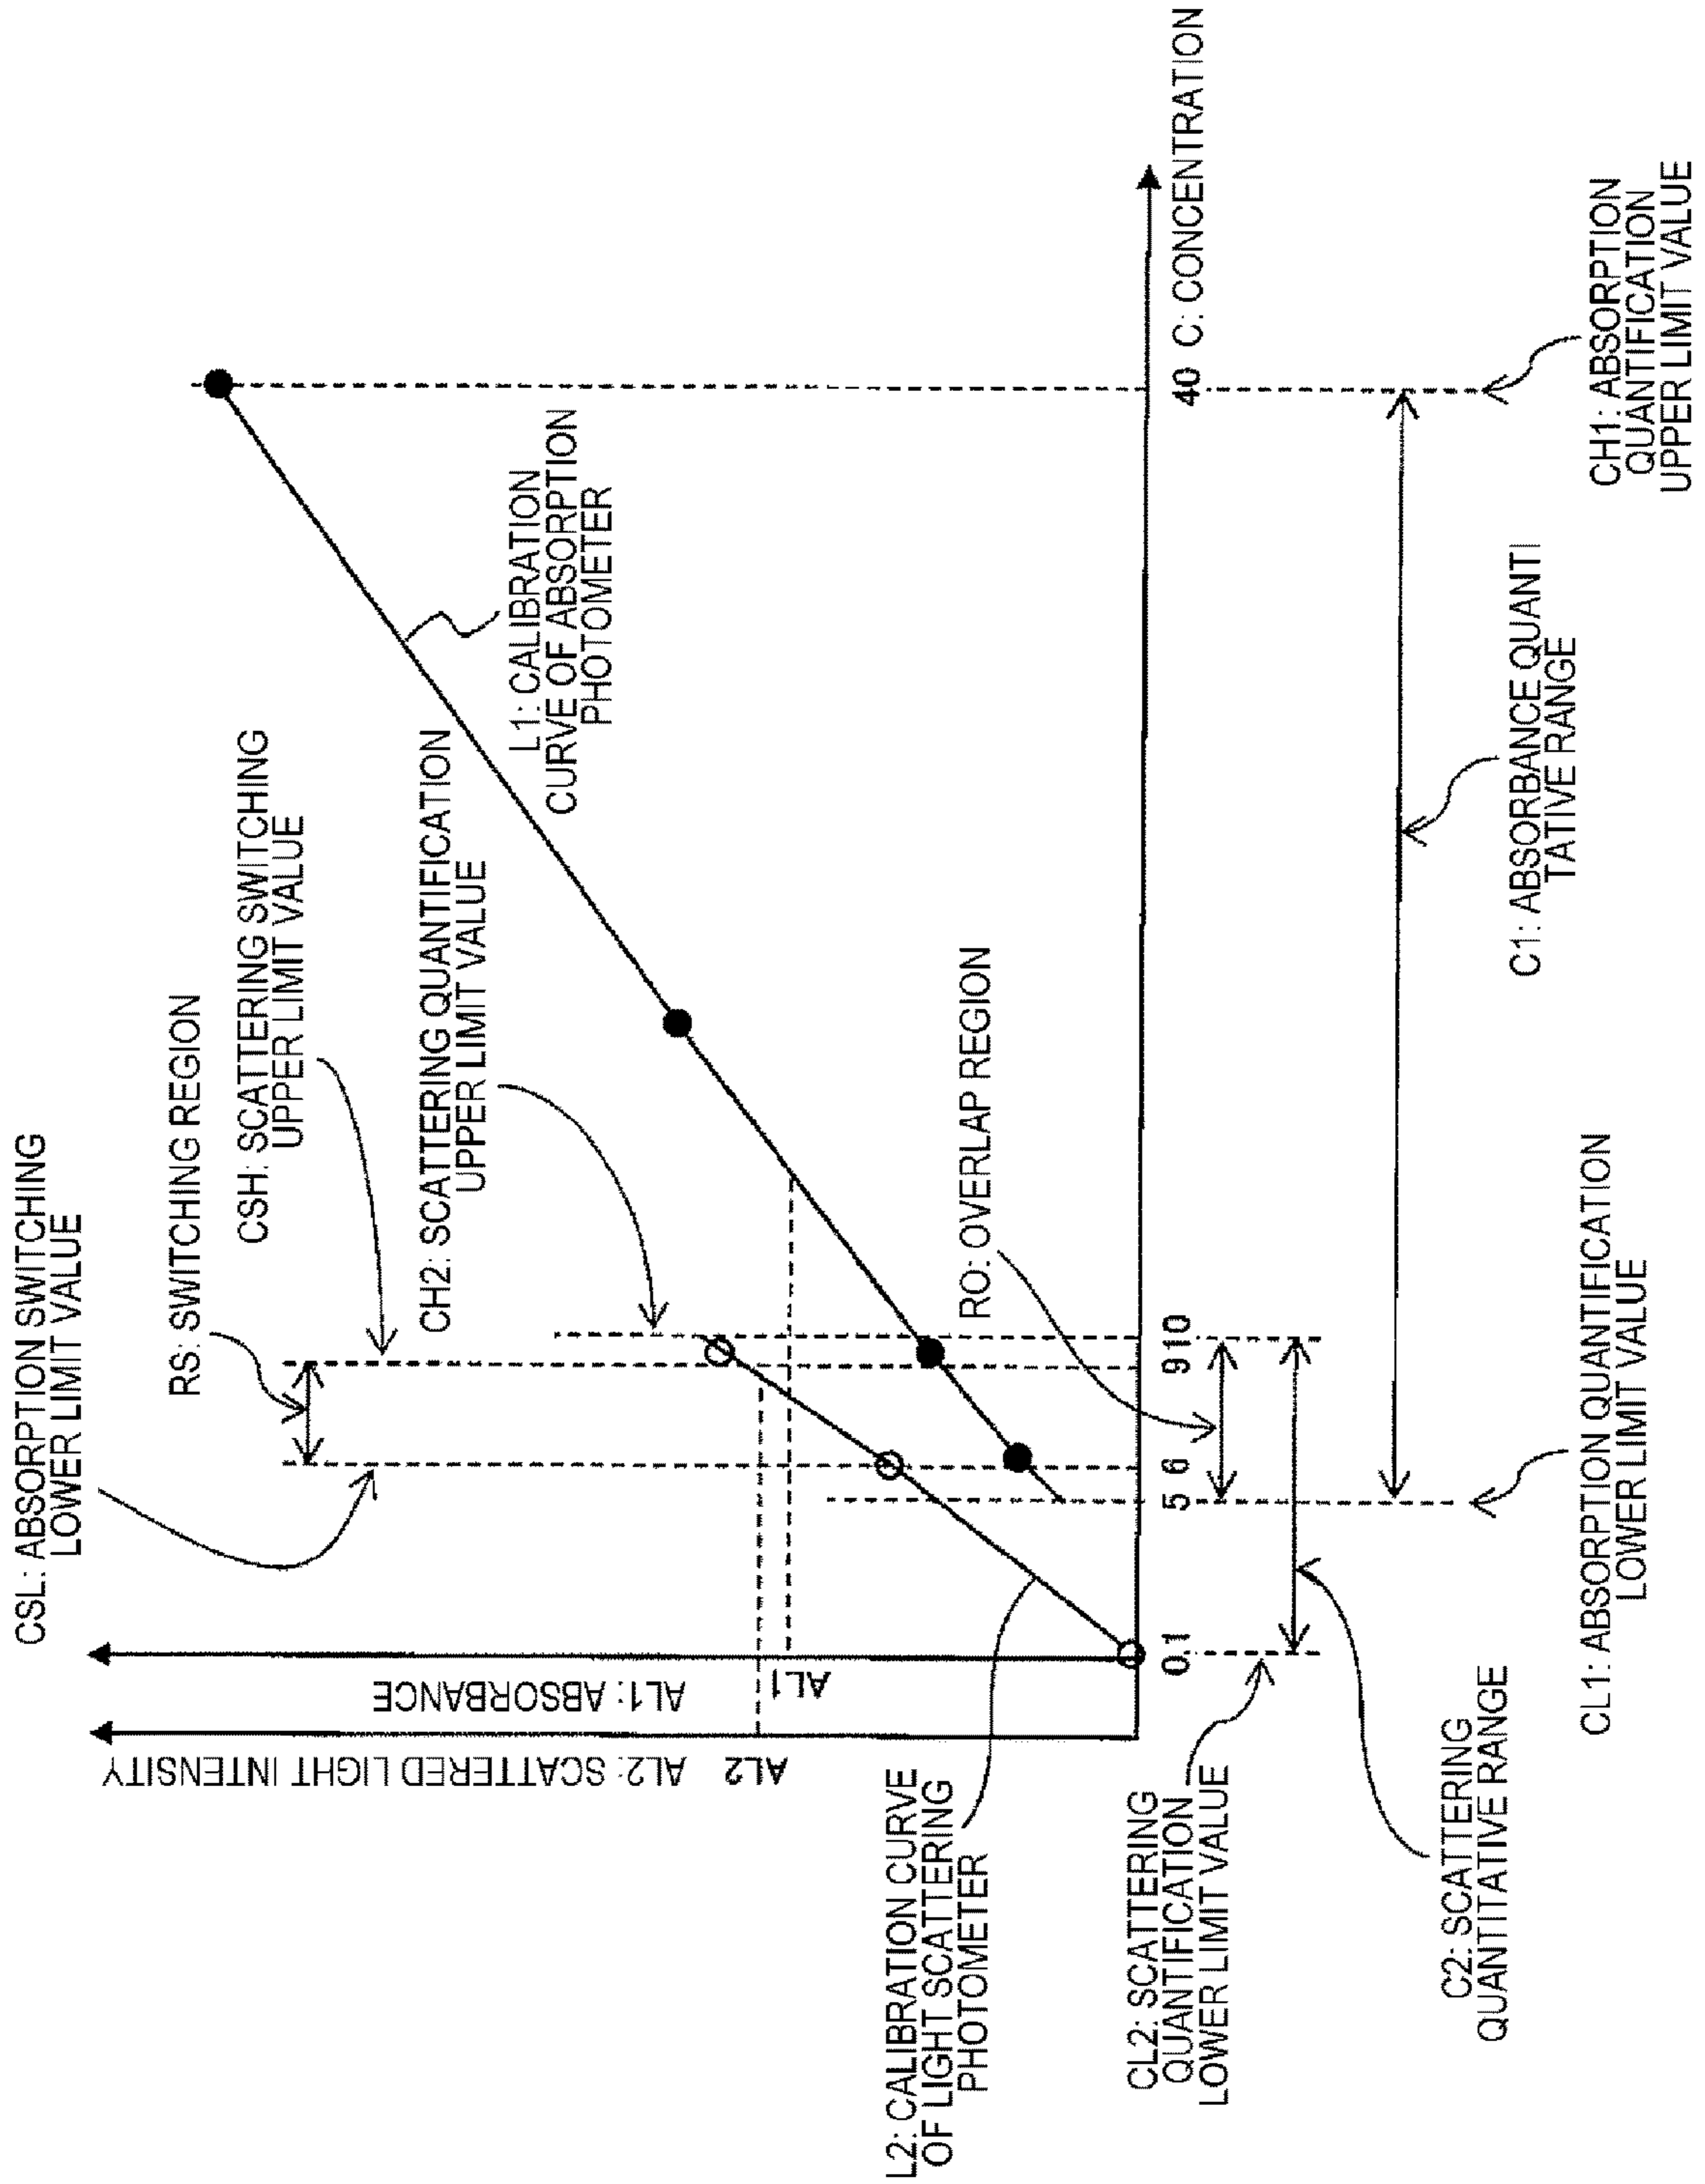 CSL: ABSORPTION SWITCHING
LOWER LIMIT VALUE
RS: SWITCHING REGION
CSH: SCATTERING SWITCHING
UPPER LIMIT VALUE
CH2: SCATTERING QUANTIFICATION
UPPER LIMIT VALUE
L1: CALIBRATION
CURVE OF ABSORPTION
PHOTOMETER
RO: OVERLAP REGION
AL2: SCATTERED LIGHT INTENSITY
AL1: ABSORBANCE
AL2
AL1
L2: CALIBRATION CURVE
OF LIGHT SCATTERING
PHOTOMETER
0.1 5 6 9 10 40 C: CONCENTRATION
CL2: SCATTERING
QUANTIFICATION
LOWER LIMIT VALUE
C2: SCATTERING
QUANTITATIVE RANGE
CL1: ABSORPTION QUANTIFICATION
LOWER LIMIT VALUE
C1: ABSORBANCE QUANTI
TATIVE RANGE
CH1: ABSORPTION
QUANTIFICATION
UPPER LIMIT VALUE